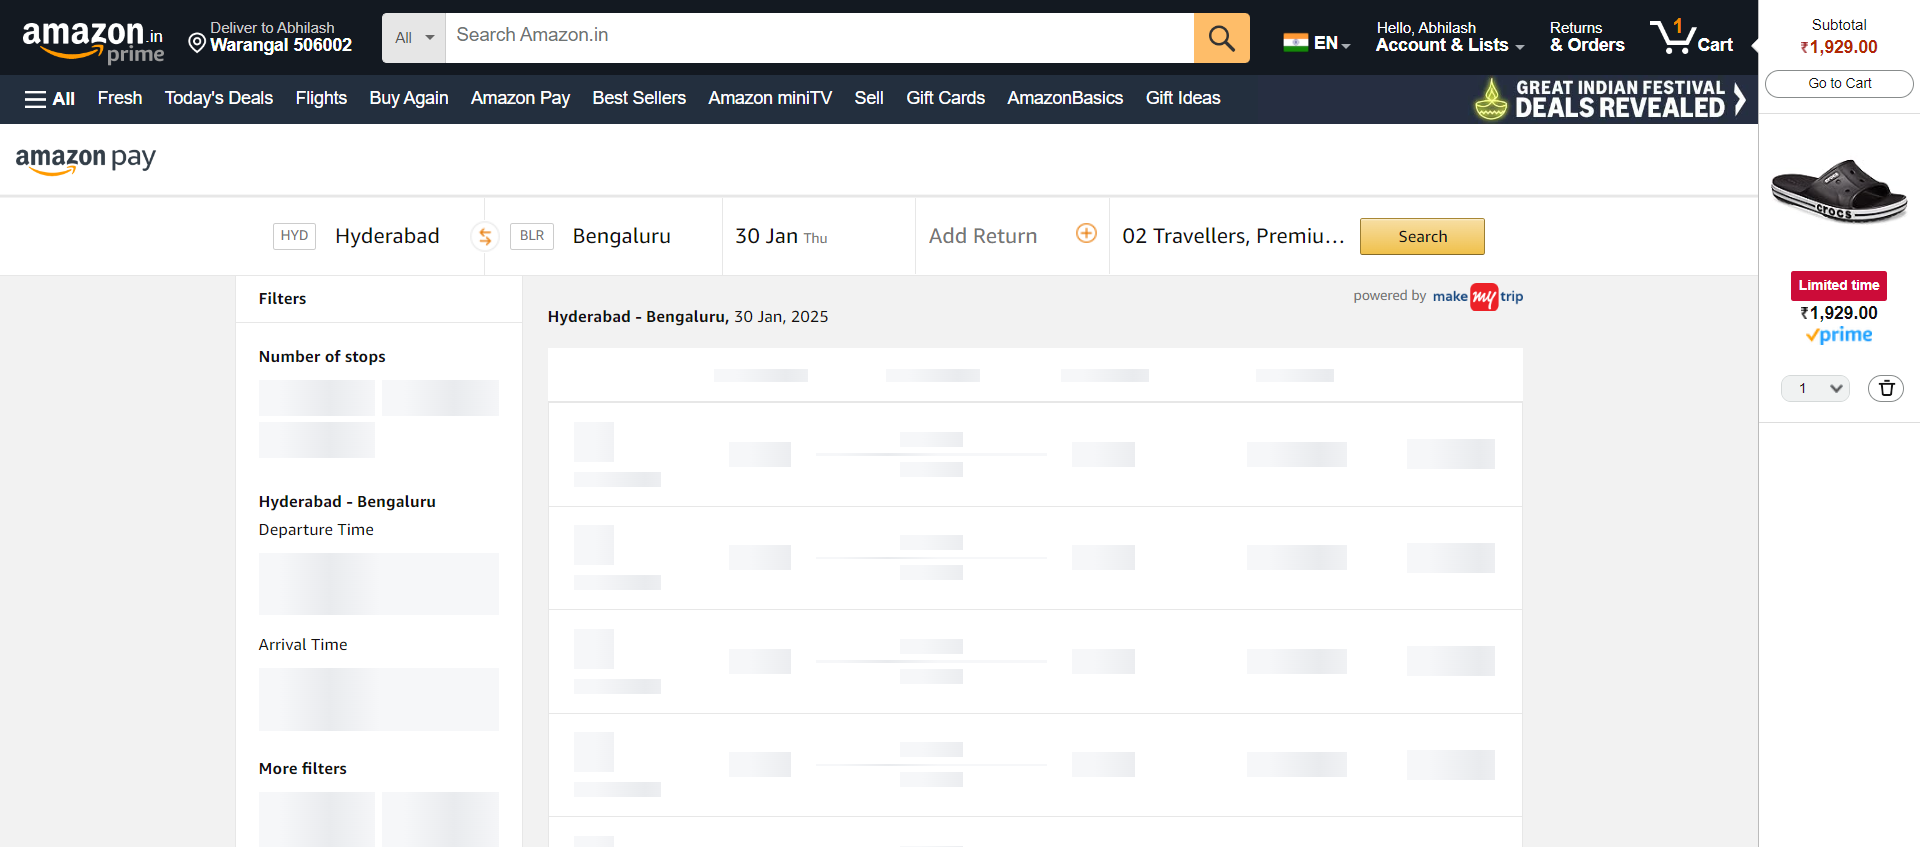 amazon.in
prime
Deliver to Abhilash
Warangal 506002
All
Search Amazon.in
EN
Hello, Abhilash
Account & Lists
Returns
& Orders
1
Cart
Subtotal
₹1,929.00
Go to Cart
All
Fresh
Today's Deals
Flights
Buy Again
Amazon Pay
Best Sellers
Amazon miniTV
Sell
Gift Cards
AmazonBasics
Gift Ideas
GREAT INDIAN FESTIVAL
DEALS REVEALED
amazon pay
HYD
Hyderabad
BLR
Bengaluru
30 Jan Thu
Add Return
02 Travellers, Premiu...
Search
Filters
Number of stops
Hyderabad - Bengaluru
Departure Time
Arrival Time
More filters
powered by make my trip
Hyderabad - Bengaluru, 30 Jan, 2025
crocs
Limited time
₹1,929.00
prime
1